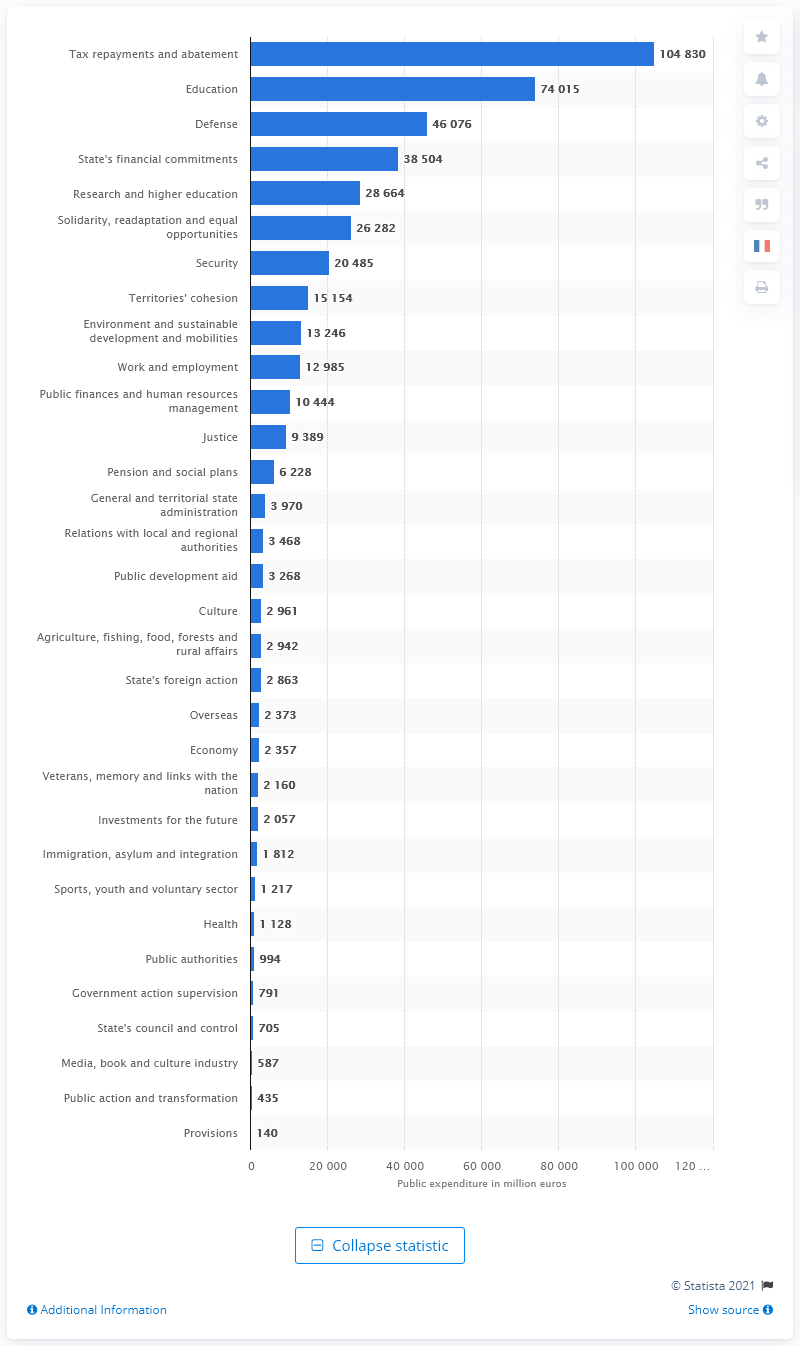 Tax repayments and abatement 104 830
Education 74 015
Defense 46 076
State's financial commitments 38 504
Research and higher education 28 664
Solidarity, readaptation and equal
opportunities 26 282
Security 20 485
Territories' cohesion 15 154
Environment and sustainable
development and mobilities 13 246
Work and employment 12 985
Public finances and human resources
management 10 444
Justice 9 389
Pension and social plans 6 228
General and territorial state
administration 3 970
Relations with local and regional
authorities 3 468
Public development aid 3 268
Culture 2 961
Agriculture, fishing, food, forests and
rural affairs 2 942
State's foreign action 2 863
Overseas 2 373
Economy 2 357
Veterans, memory and links with the
nation 2 160
Investments for the future 2 057
Immigration, asylum and integration 1 812
Sports, youth and voluntary sector 1 217
Health 1 128
Public authorities 994
Government action supervision 791
State's council and control 705
Media, book and culture industry 587
Public action and transformation 435
Provisions 140
0 20 000 40 000 60 000 80 000 100 000 120 ...
Public expenditure in million euros
Collapse statistic
© Statista 2021
Additional Information
Show source